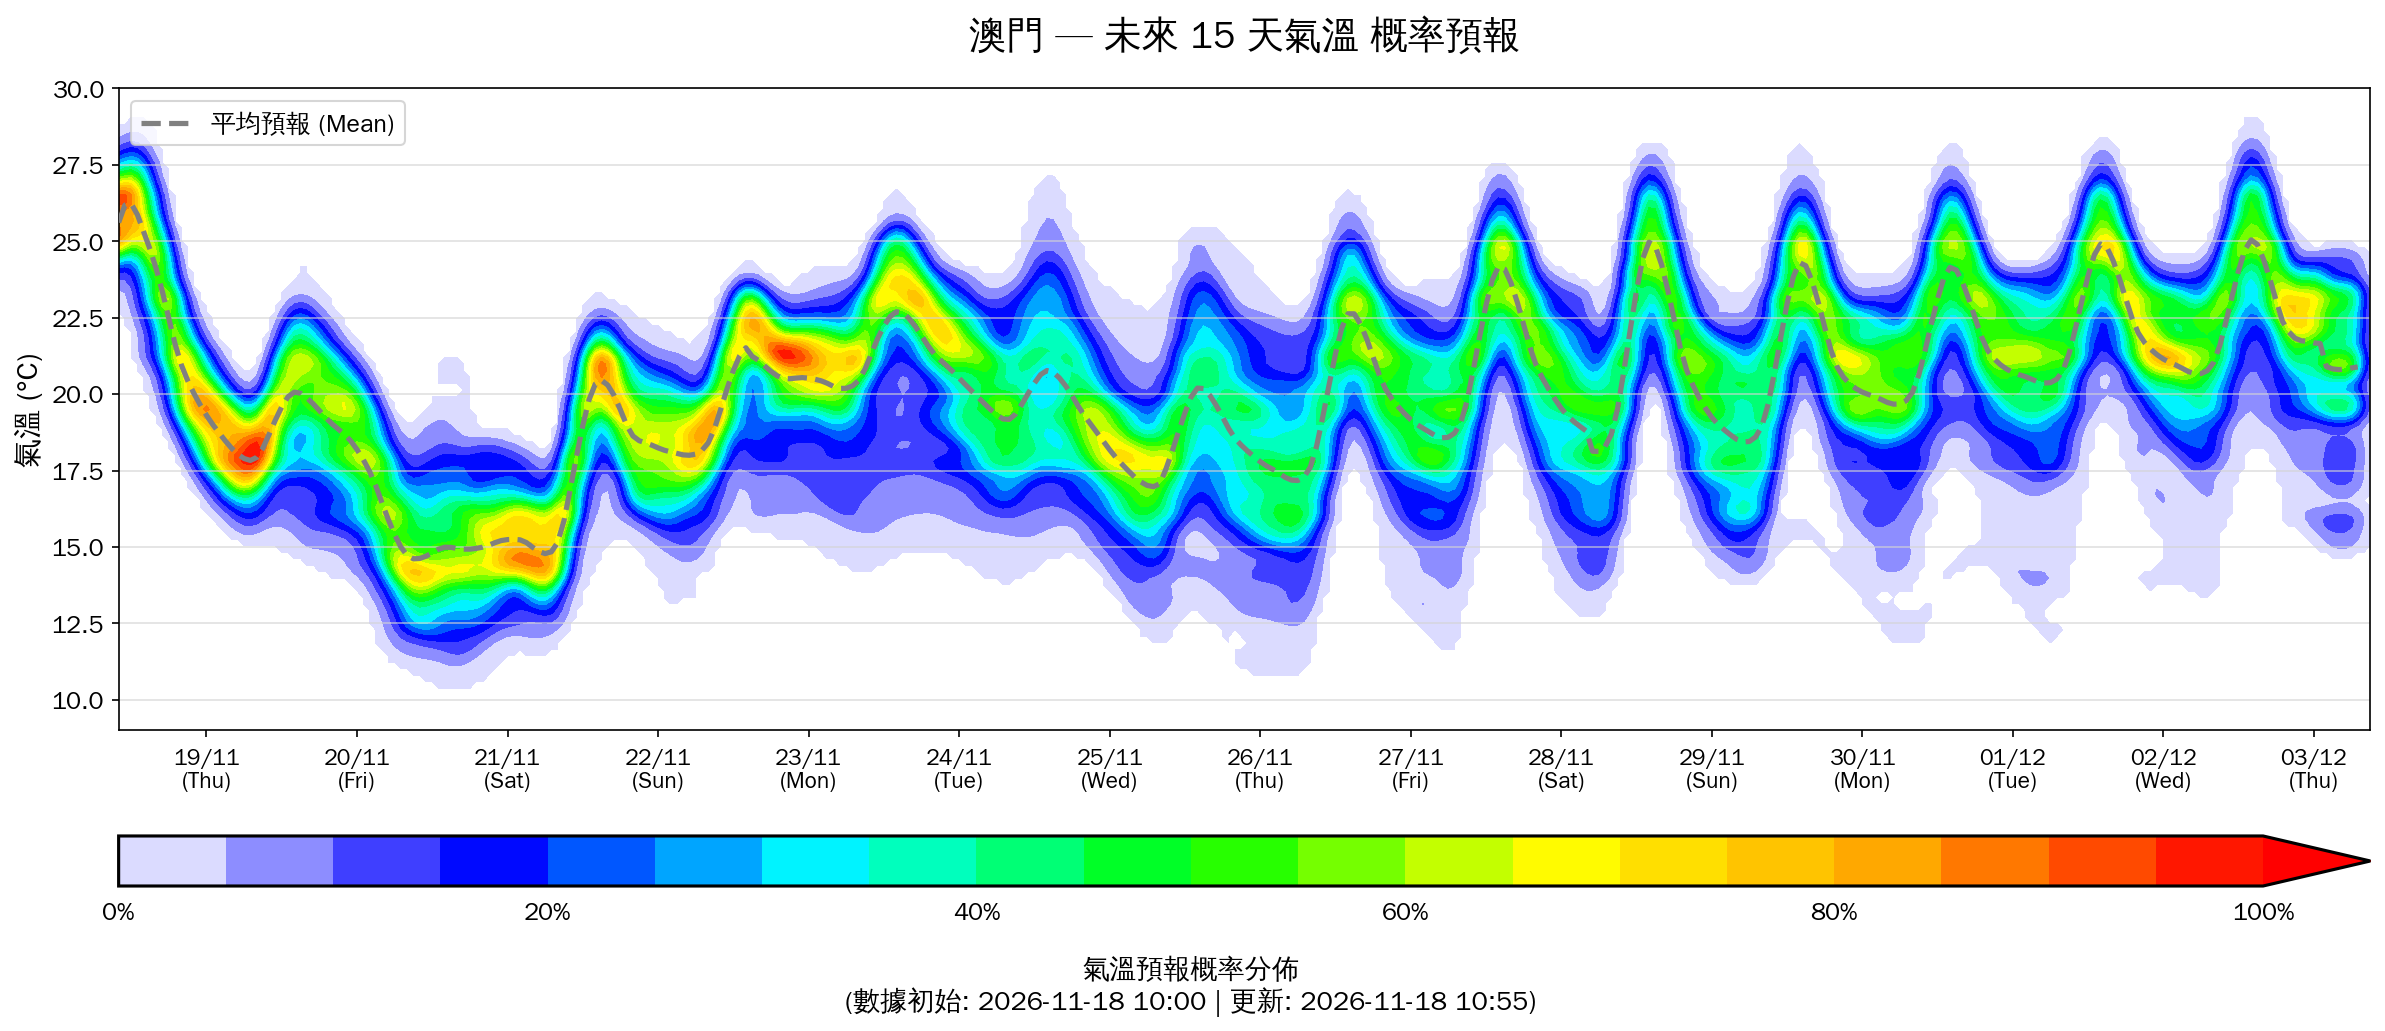 澳門 — 未來 15 天氣溫 概率預報
平均預報 (Mean)
氣溫 (°C)
30.0
27.5
25.0
22.5
20.0
17.5
15.0
12.5
10.0
19/11 20/11 21/11 22/11 23/11 24/11 25/11 26/11 27/11 28/11 29/11 30/11 01/12 02/12 03/12
(Thu) (Fri) (Sat) (Sun) (Mon) (Tue) (Wed) (Thu) (Fri) (Sat) (Sun) (Mon) (Tue) (Wed) (Thu)
0% 20% 40% 60% 80% 100%
氣溫預報概率分佈
(數據初始: 2026-11-18 10:00 | 更新: 2026-11-18 10:55)